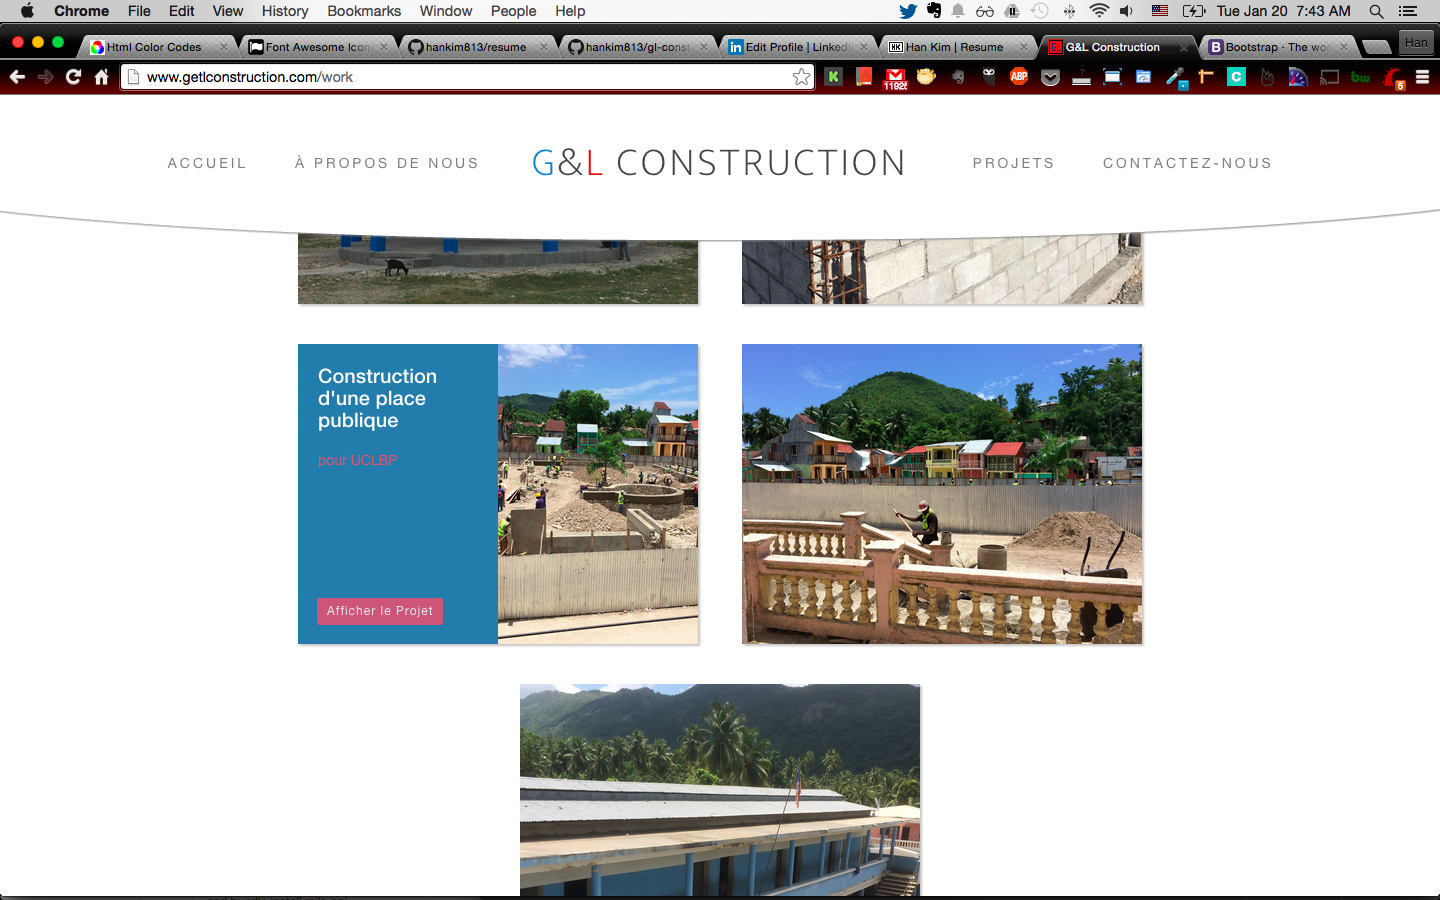 Chrome File Edit View History Bookmarks Window People Help Tue Jan 20 7:43 AM
Html Color Codes Font Awesome Icon hankim813/resume hankim813/gl-const Edit Profile | LinkedI Han Kim | Resume G&L Construction Bootstrap · The wor Han
www.getlconstruction.com/work
ABP
ACCUEIL À PROPOS DE NOUS G&L CONSTRUCTION PROJETS CONTACTEZ-NOUS
Construction
d'une place
publique
pour UCLBP
Afficher le Projet